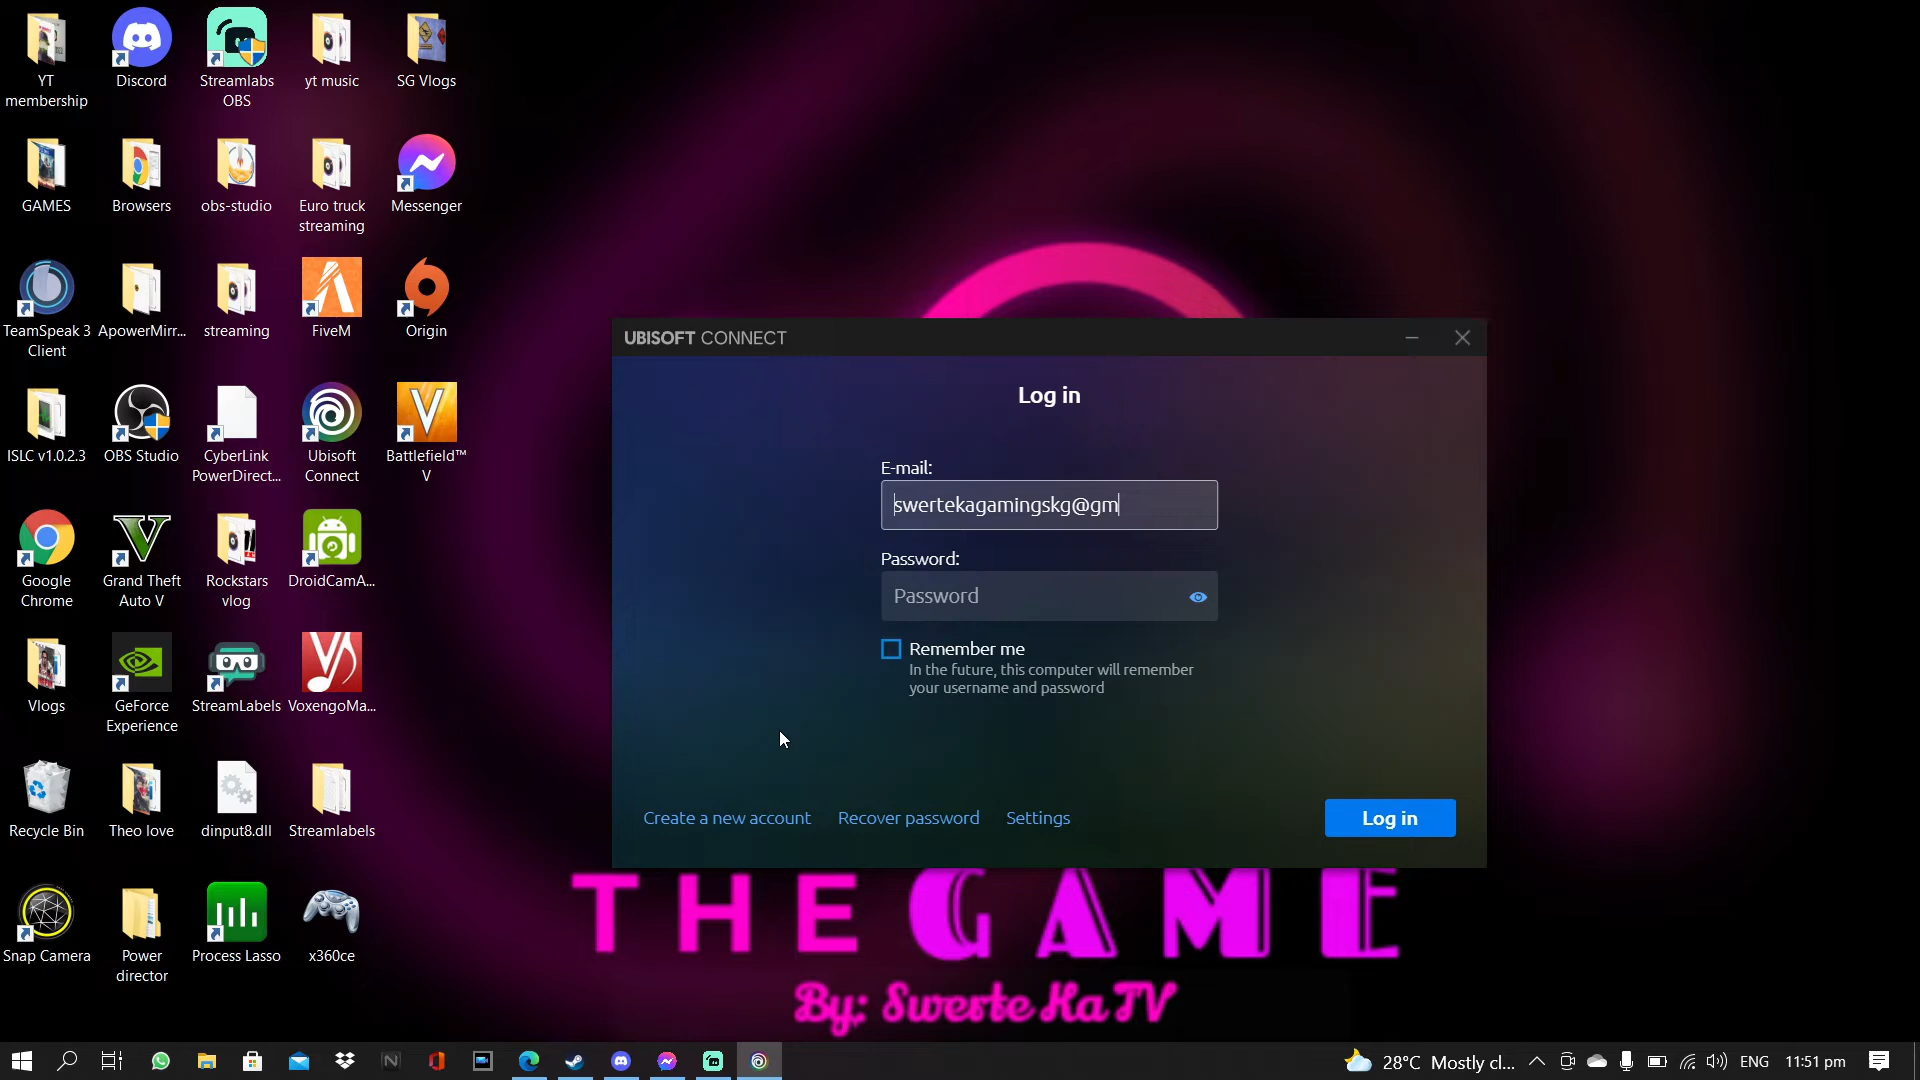 YT
membership
Discord
Streamlabs
OBS
yt music
SG Vlogs
GAMES
Browsers
obs-studio
Euro truck
streaming
Messenger
TeamSpeak 3
Client
ApowerMirr...
streaming
FiveM
Origin
ISLC v1.0.2.3
OBS Studio
CyberLink
PowerDirect...
Ubisoft
Connect
Battlefield™
V
Google
Chrome
Grand Theft
Auto V
Rockstars
vlog
DroidCamA...
Vlogs
GeForce
Experience
StreamLabels
VoxengoMa...
Recycle Bin
Theo love
dinput8.dll
Streamlabels
Snap Camera
Power
director
Process Lasso
x360ce
UBISOFT CONNECT
Log in
E-mail:
swertekagamingskg@gm
Password:
Password
Remember me
In the future, this computer will remember
your username and password
Create a new account
Recover password
Settings
Log in
THE GAME
By: Swerte Ka TV
28°C Mostly cl...
ENG
11:51 pm